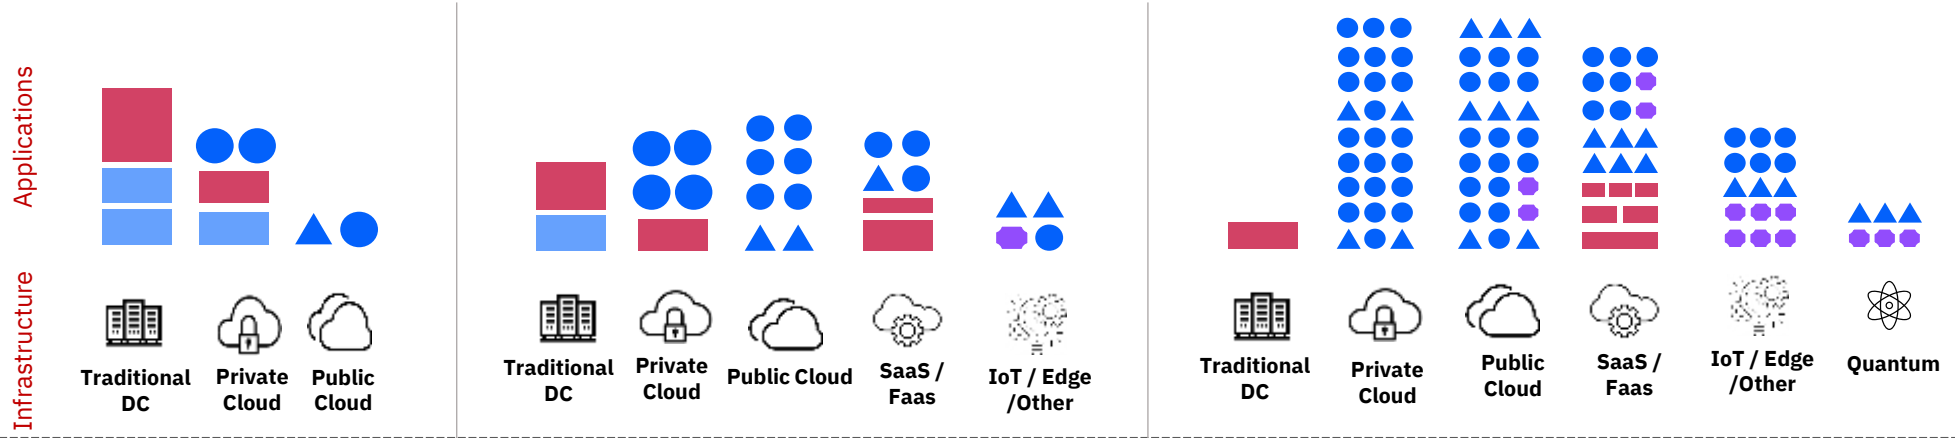 Applications
Infrastructure
Traditional
DC
Private
Cloud
Public
Cloud
Traditional
DC
Private
Cloud
Public Cloud
SaaS /
Faas
IoT / Edge
/Other
Traditional
DC
Private
Cloud
Public
Cloud
SaaS /
Faas
IoT / Edge
/Other
Quantum